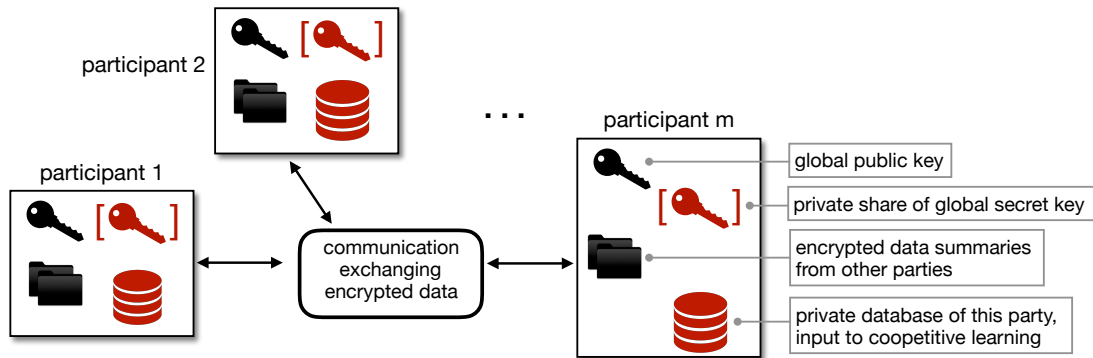 participant 2
[ ]
...
participant m
global public key
participant 1
[ ]
[ ]
private share of global secret key
communication
exchanging
encrypted data
encrypted data summaries
from other parties
private database of this party,
input to coopetitive learning